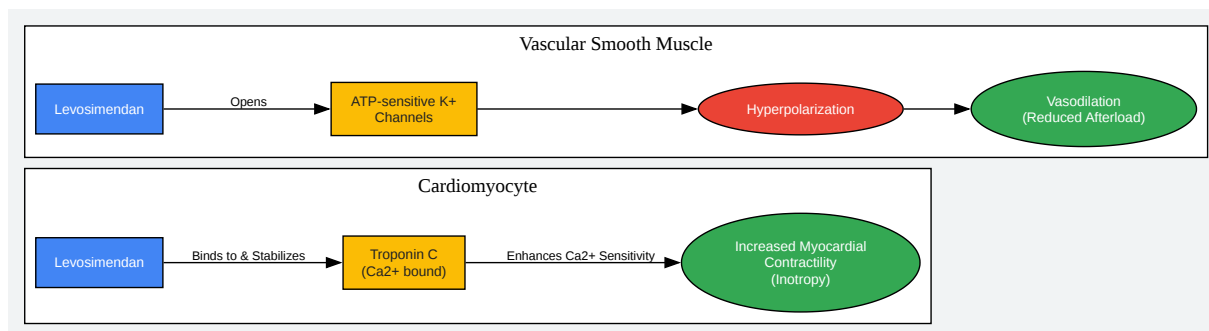 Vascular Smooth Muscle
Levosimendan
Opens
ATP-sensitive K+
Channels
Hyperpolarization
Vasodilation
(Reduced Afterload)
Cardiomyocyte
Levosimendan
Binds to & Stabilizes
Troponin C
(Ca2+ bound)
Enhances Ca2+ Sensitivity
Increased Myocardial
Contractility
(Inotropy)